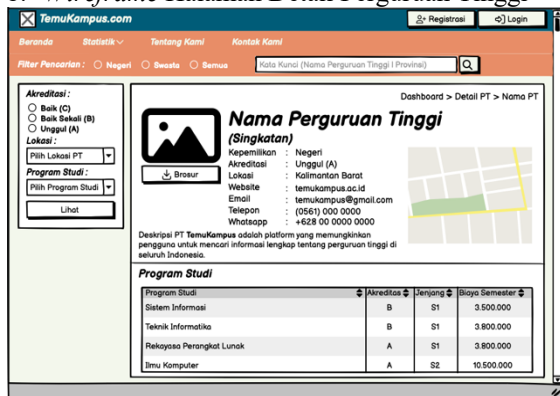 Wireframe Halaman Detail Perguruan Tinggi
TemuKampus.com
Registrasi
Login
Beranda Statistik Tentang Kami Kontak Kami
Filter Pencarian : Negeri Swasta Semua Kata Kunci (Nama Perguruan Tinggi | Provinsi)
Akreditasi :
Baik (C)
Baik Sekali (B)
Unggul (A)
Lokasi :
Pilih Lokasi PT
Program Studi :
Pilih Program Studi
Lihat
Dashboard > Detail PT > Nama PT
Nama Perguruan Tinggi
(Singkatan)
Brosur
Kepemilikan : Negeri
Akreditasi : Unggul (A)
Lokasi : Kalimantan Barat
Website : temukampus.ac.id
Email : temukampus@gmail.com
Telepon : (0561) 000 0000
Whatsapp : +628 00 0000 0000
Deskripsi PT TemuKampus adalah platform yang memungkinkan
pengguna untuk mencari informasi lengkap tentang perguruan tinggi di
seluruh Indonesia.
Program Studi
Program Studi Akreditas Jenjang Biaya Semester
Sistem Informasi B S1 3.500.000
Teknik Informatika B S1 3.800.000
Rekayasa Perangkat Lunak A S1 3.800.000
Ilmu Komputer A S2 10.500.000